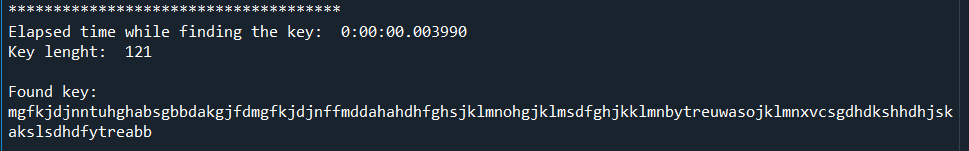 *************************************
Elapsed time while finding the key:  0:00:00.003990
Key lenght:  121
Found key:
mgfkjdjnntuhghabsgbbdakgjfdmgfkjdjnffmddahahdhfghsjklmnohgjklmsdfghjkklmnbytreuwasojklmnxvcsgdhdkshhdhjsk
akslsdhdfytreabb